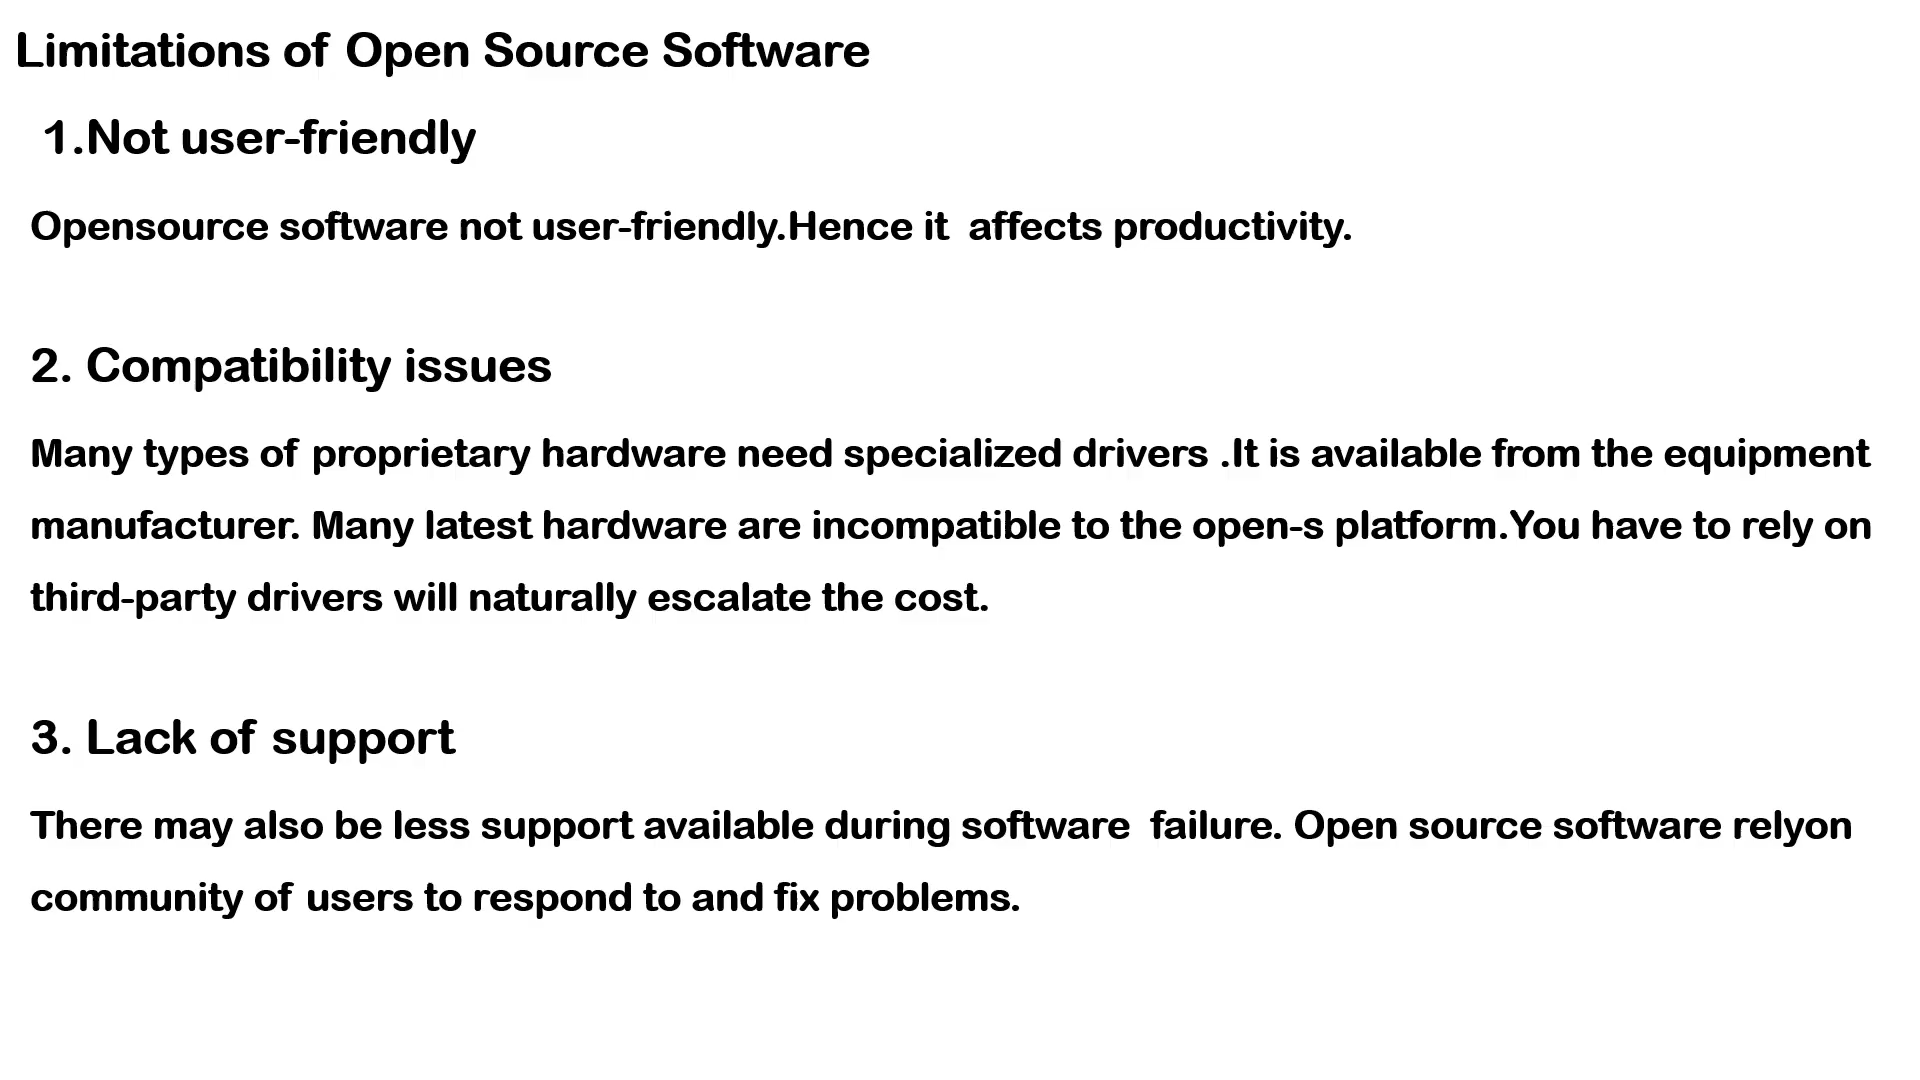 Limitations of Open Source Software
1.Not user-friendly
Opensource software not user-friendly.Hence it affects productivity.
2. Compatibility issues
Many types of proprietary hardware need specialized drivers .It is available from the equipment
manufacturer. Many latest hardware are incompatible to the open-s platform.You have to rely on
third-party drivers will naturally escalate the cost.
3. Lack of support
There may also be less support available during software failure. Open source software relyon
community of users to respond to and fix problems.